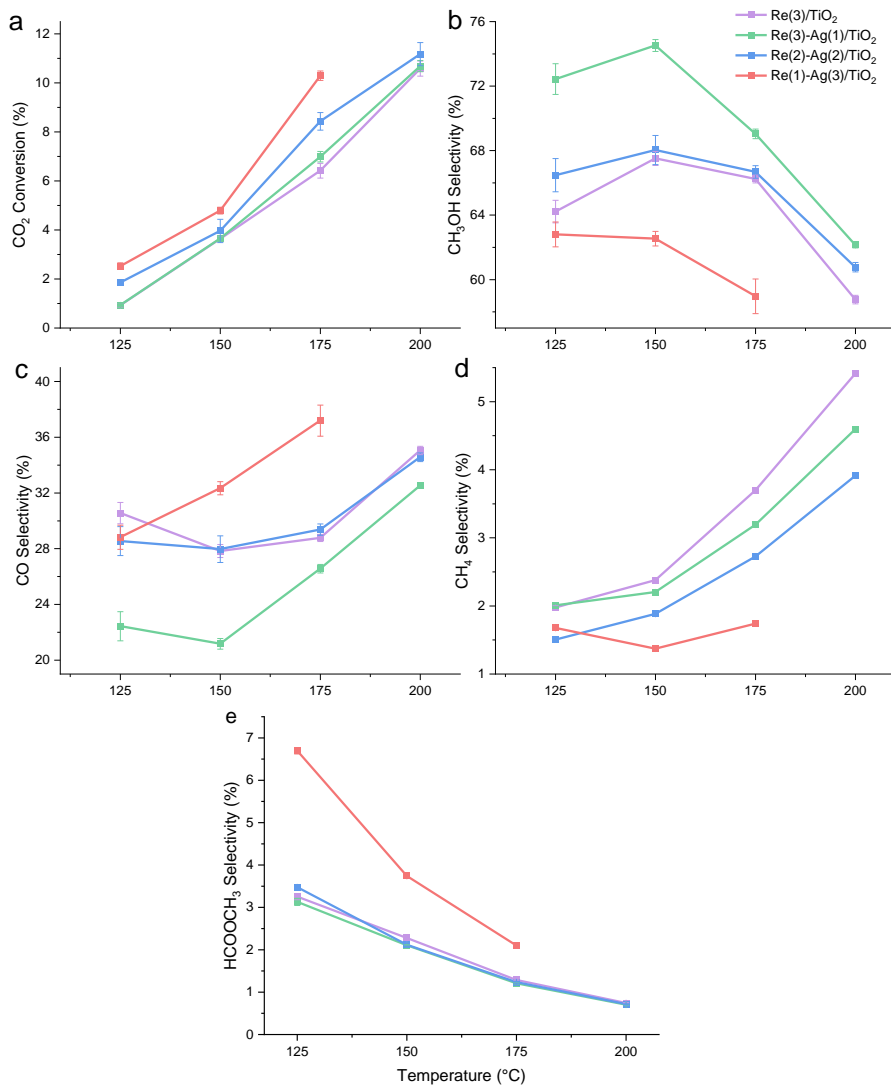 a
CO₂ Conversion (%)
12
10
8
6
4
2
0
125 150 175 200
b
CH₃OH Selectivity (%)
76
72
68
64
60
125 150 175 200
Re(3)/TiO₂
Re(3)-Ag(1)/TiO₂
Re(2)-Ag(2)/TiO₂
Re(1)-Ag(3)/TiO₂
c
CO Selectivity (%)
40
36
32
28
24
20
125 150 175 200
d
CH₄ Selectivity (%)
5
4
3
2
1
125 150 175 200
e
HCOOCH₃ Selectivity (%)
7
6
5
4
3
2
1
0
125 150 175 200
Temperature (°C)